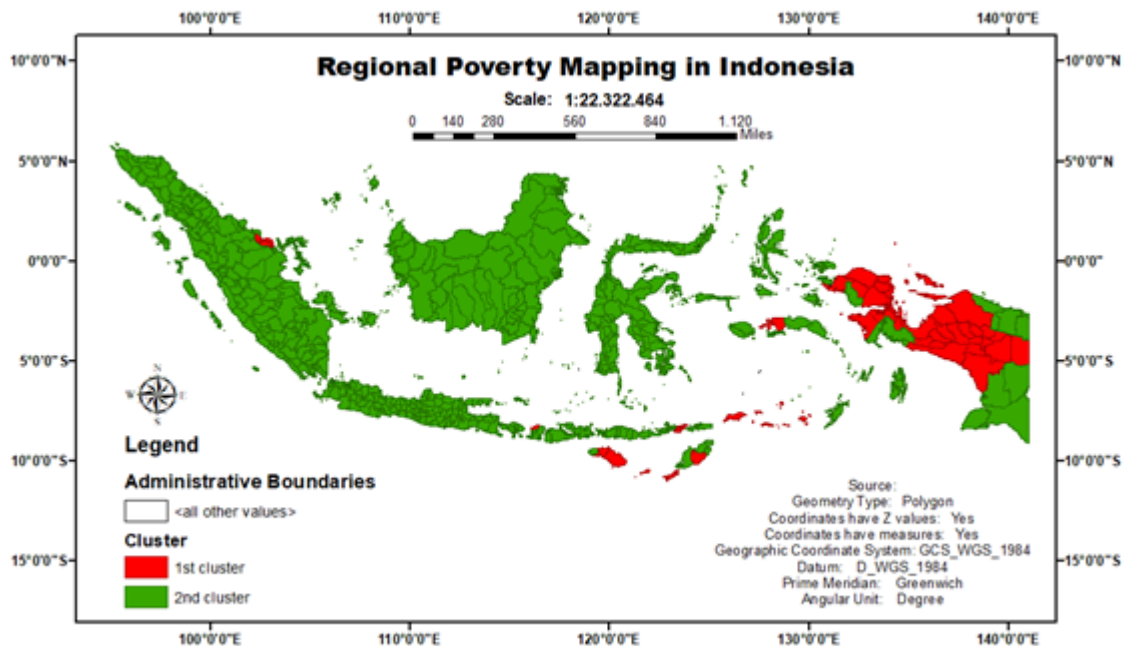 100°0'0"E 110°0'0"E 120°0'0"E 130°0'0"E 140°0'0"E
10°0'0"N 10°0'0"N
Regional Poverty Mapping in Indonesia
Scale: 1:22.322.464
0 140 280 560 840 1.120
Miles
5°0'0"N 5°0'0"N
0°0'0" 0°0'0"
5°0'0"S 5°0'0"S
N
W E
S
Legend
10°0'0"S 10°0'0"S
Administrative Boundaries
<all other values>
Cluster
1st cluster
2nd cluster
Source:
Geometry Type: Polygon
Coordinates have Z values: Yes
Coordinates have measures: Yes
Geographic Coordinate System: GCS_WGS_1984
Datum: D_WGS_1984
Prime Meridian: Greenwich
Angular Unit: Degree
15°0'0"S 15°0'0"S
100°0'0"E 110°0'0"E 120°0'0"E 130°0'0"E 140°0'0"E